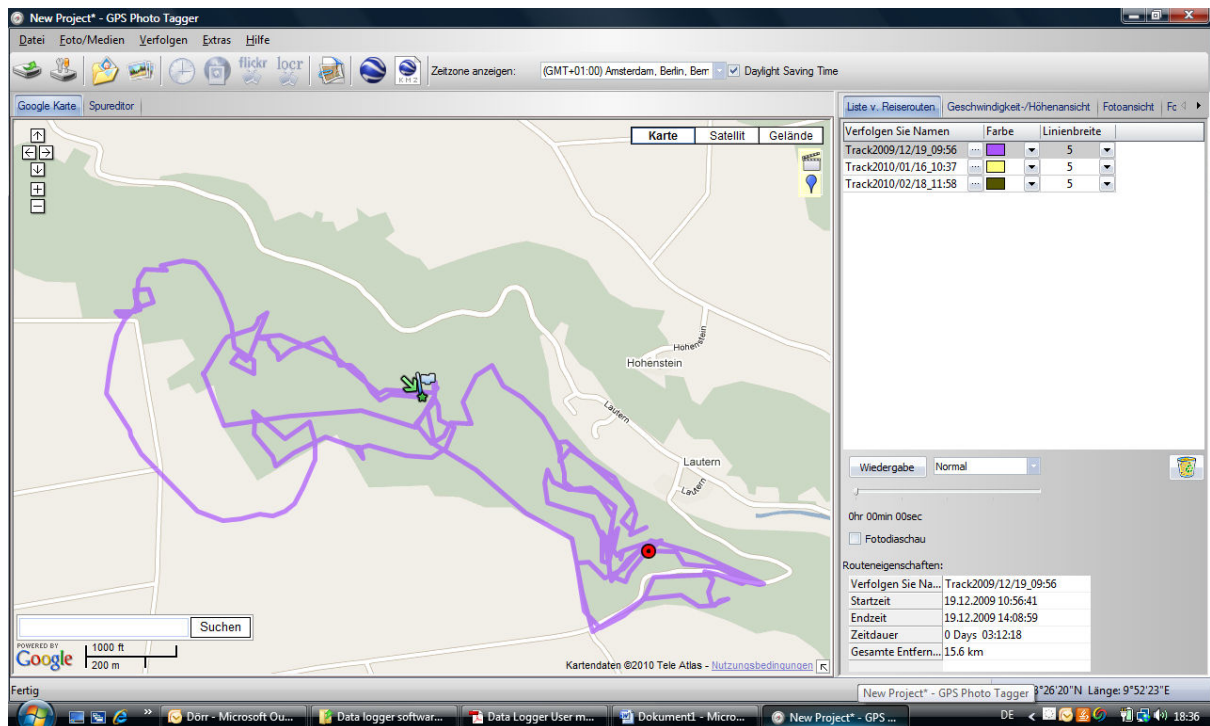 New Project* - GPS Photo Tagger
Datei Foto/Medien Verfolgen Extras Hilfe
flickr locr KMZ Zeitzone anzeigen: (GMT+01:00) Amsterdam, Berlin, Bern Daylight Saving Time
Google Karte Spureditor
Karte Satellit Gelände
Hohenstein
Hohenstein
Lautern
Lautern
Lautern
Suchen
POWERED BY
Google
1000 ft
200 m
Kartendaten ©2010 Tele Atlas - Nutzungsbedingungen
Liste v. Reiserouten Geschwindigkeit-/Höhenansicht Fotoansicht Fc
Verfolgen Sie Namen Farbe Linienbreite
Track2009/12/19_09:56 ... 5
Track2010/01/16_10:37 ... 5
Track2010/02/18_11:58 ... 5
Wiedergabe Normal
0hr 00min 00sec
Fotodiaschau
Routeneigenschaften:
Verfolgen Sie Na... Track2009/12/19_09:56
Startzeit 19.12.2009 10:56:41
Endzeit 19.12.2009 14:08:59
Zeitdauer 0 Days 03:12:18
Gesamte Entfern... 15.6 km
Fertig
New Project* - GPS Photo Tagger
°26'20"N Länge: 9°52'23"E
» Dörr - Microsoft Ou... Data logger softwar... Data Logger User m... Dokument1 - Micro... New Project* - GPS ... DE 18:36